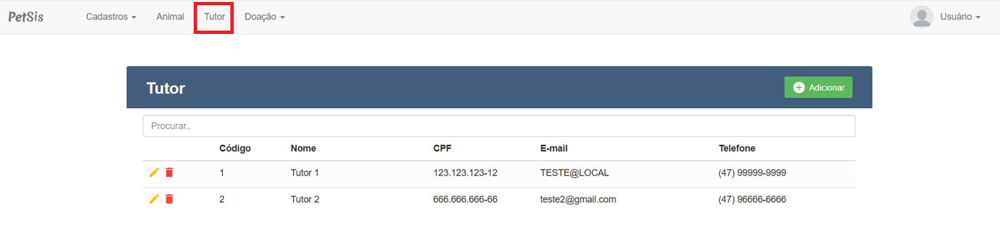 PetSis Cadastros Animal Tutor Doação Usuário
Tutor Adicionar
Procurar..
Código Nome CPF E-mail Telefone
1 Tutor 1 123.123.123-12 TESTE@LOCAL (47) 99999-9999
2 Tutor 2 666.666.666-66 teste2@gmail.com (47) 96666-6666